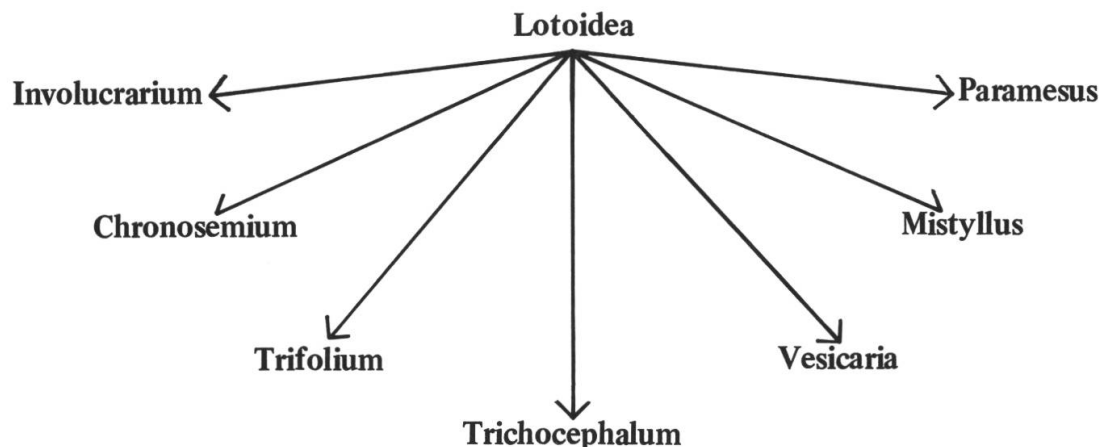 Lotoidea
Involucrarium
Paramesus
Chronosemium
Mistyllus
Trifolium
Vesicaria
Trichocephalum